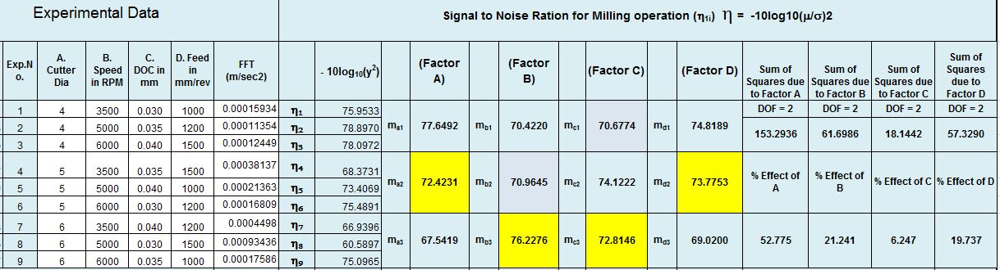 Experimental Data
Signal to Noise Ration for Milling operation (η1i) η = -10log10(μ/σ)2
Exp.N o. A. Cutter Dia B. Speed in RPM C. DOC in mm D. Feed in mm/rev FFT (m/sec2) - 10log10(y2) (Factor A) (Factor B) (Factor C) (Factor D) Sum of Squares due to Factor A Sum of Squares due to Factor B Sum of Squares due to Factor C Sum of Squares due to Factor D
1 4 3500 0.030 1000 0.00015934 η1 75.9533 DOF = 2 DOF = 2 DOF = 2 DOF = 2
2 4 5000 0.035 1200 0.00011354 η2 78.8970 ma1 77.6492 mb1 70.4220 mc1 70.6774 md1 74.8189 153.2936 61.6986 18.1442 57.3290
3 4 6000 0.040 1500 0.00012449 η3 78.0972
4 5 3500 0.035 1500 0.00038137 η4 68.3731
5 5 5000 0.040 1000 0.00021363 η5 73.4069 ma2 72.4231 mb2 70.9645 mc2 74.1222 md2 73.7753 % Effect of A % Effect of B % Effect of C % Effect of D
6 5 6000 0.030 1200 0.00016809 η6 75.4891
7 6 3500 0.040 1200 0.0004498 η7 66.9396
8 6 5000 0.030 1500 0.00093436 η8 60.5897 ma3 67.5419 mb3 76.2276 mc3 72.8146 md3 69.0200 52.775 21.241 6.247 19.737
9 6 6000 0.035 1000 0.00017586 η9 75.0965